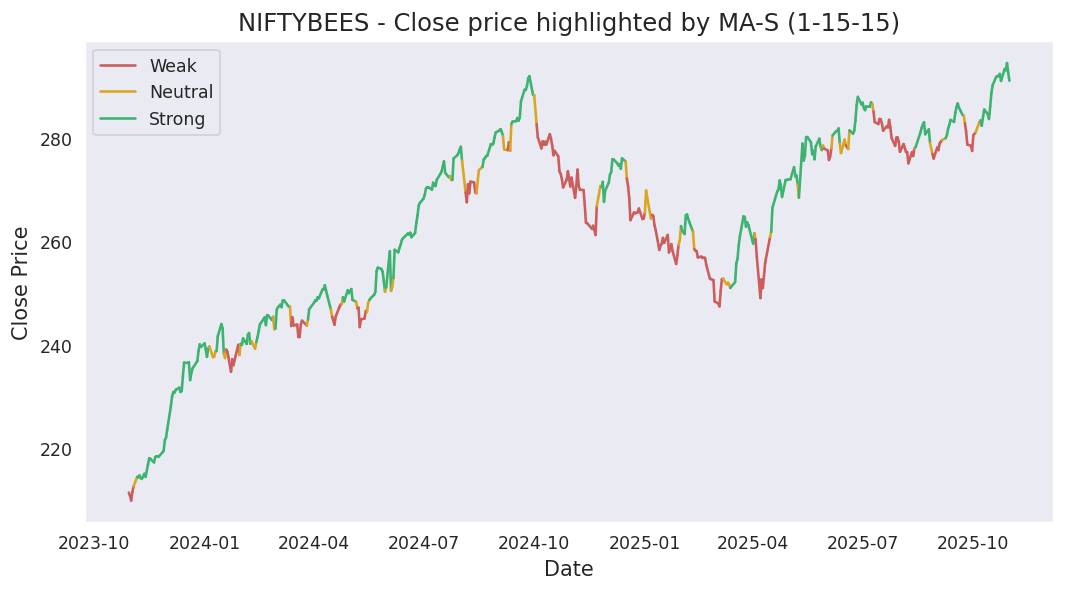 NIFTYBEES - Close price highlighted by MA-S (1-15-15)
Weak
Neutral
Strong
Close Price
280
260
240
220
2023-10 2024-01 2024-04 2024-07 2024-10 2025-01 2025-04 2025-07 2025-10
Date